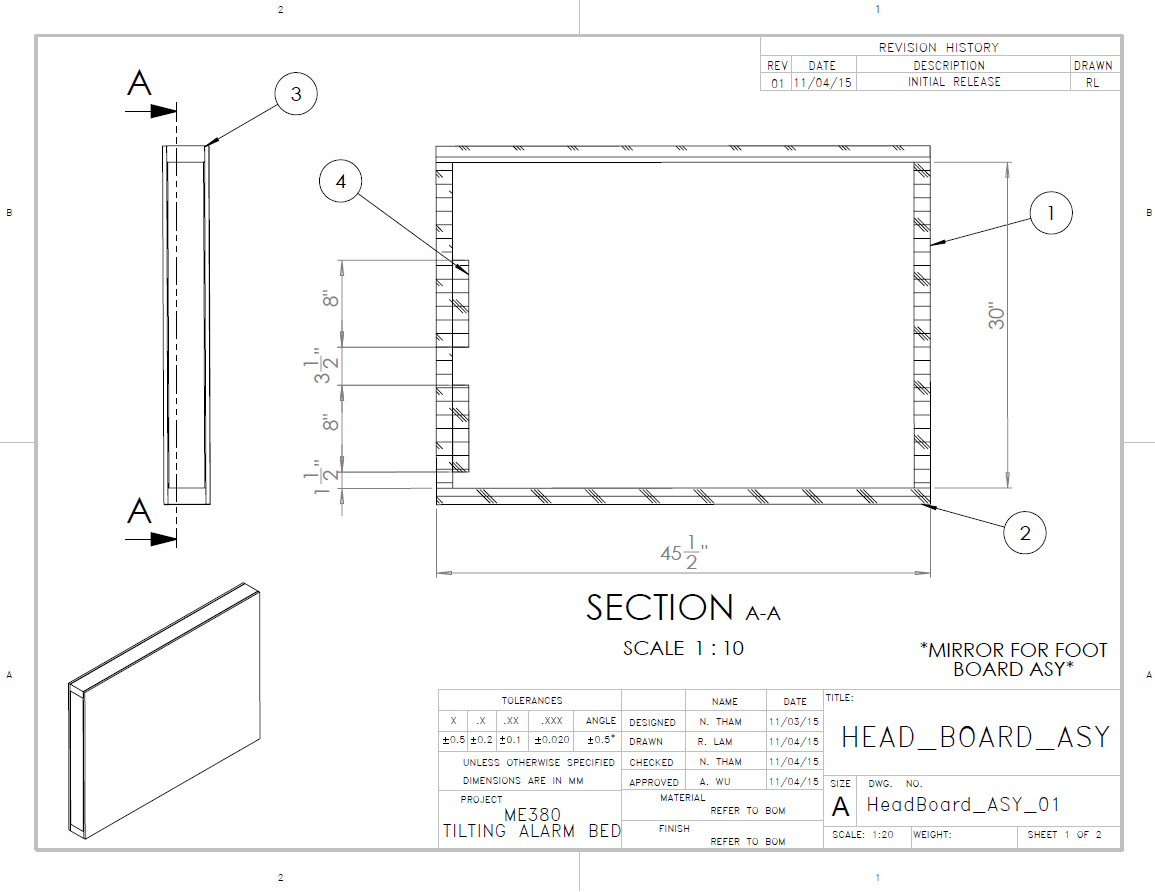 2
1
REVISION HISTORY
REV DATE DESCRIPTION DRAWN
01 11/04/15 INITIAL RELEASE RL
A
3
4
1
B
B
8"
3 1/2"
8"
1 1/2"
30"
A
2
45 1/2"
SECTION A-A
SCALE 1 : 10
*MIRROR FOR FOOT
BOARD ASY*
A
A
TOLERANCES
X .X .XX .XXX ANGLE
±0.5 ±0.2 ±0.1 ±0.020 ±0.5°
UNLESS OTHERWISE SPECIFIED
DIMENSIONS ARE IN MM
PROJECT
ME380
TILTING ALARM BED
NAME DATE
DESIGNED N. THAM 11/03/15
DRAWN R. LAM 11/04/15
CHECKED N. THAM 11/04/15
APPROVED A. WU 11/04/15
MATERIAL
REFER TO BOM
FINISH
REFER TO BOM
TITLE:
HEAD_BOARD_ASY
SIZE DWG. NO.
A HeadBoard_ASY_01
SCALE: 1:20 WEIGHT: SHEET 1 OF 2
2
1